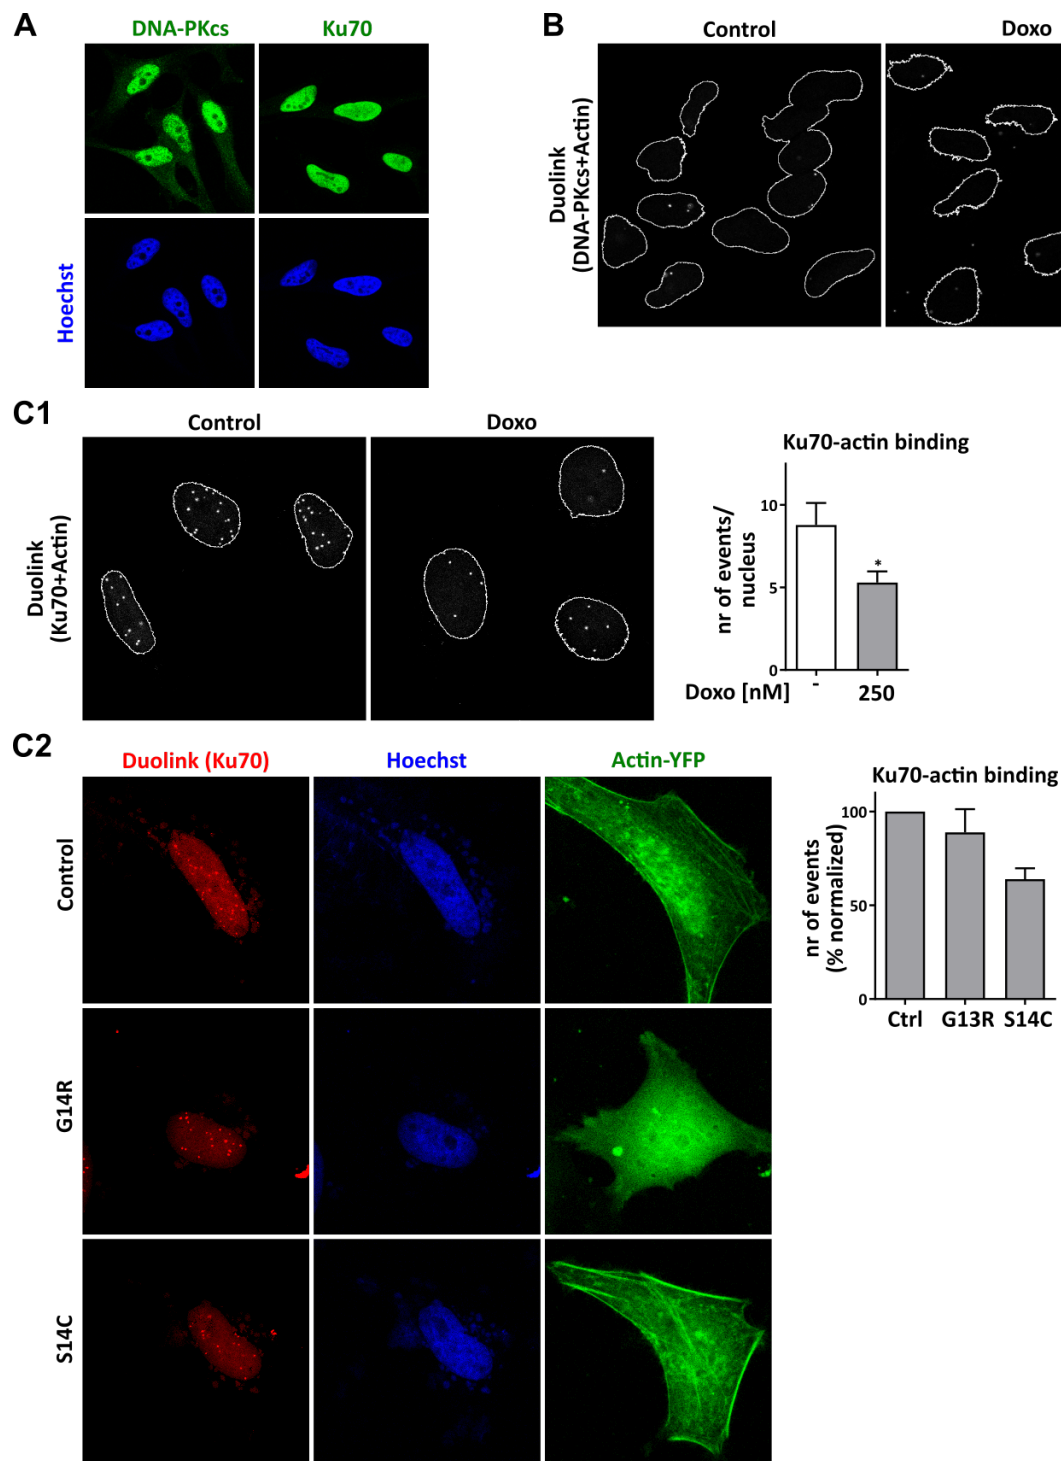 A
DNA-PKcs
Ku70
Hoechst
B
Control
Doxo
Duolink
(DNA-PKcs+Actin)
C1
Control
Doxo
Duolink
(Ku70+Actin)
Ku70-actin binding
nr of events/
nucleus
10
5
0
*
Doxo [nM]
-
250
C2
Duolink (Ku70)
Hoechst
Actin-YFP
Control
G14R
S14C
Ku70-actin binding
nr of events
(% normalized)
100
50
0
Ctrl
G13R
S14C